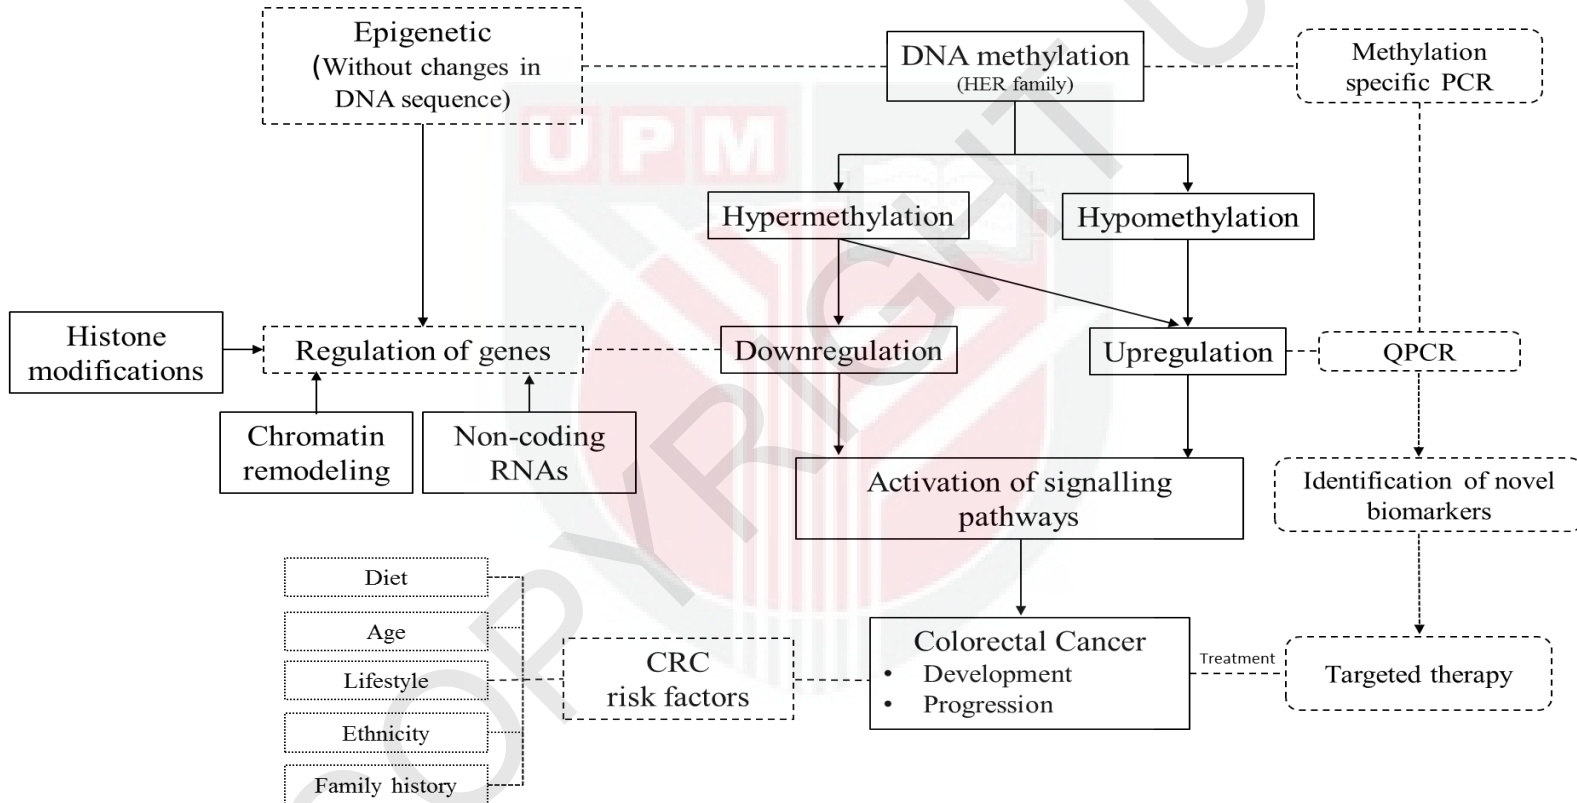 Epigenetic
(Without changes in
DNA sequence)
DNA methylation
(HER family)
Methylation
specific PCR
UPM
Hypermethylation
Hypomethylation
Histone
modifications
Regulation of genes
Downregulation
Upregulation
QPCR
Chromatin
remodeling
Non-coding
RNAs
Activation of signalling
pathways
Identification of novel
biomarkers
Diet
Age
Lifestyle
Ethnicity
Family history
CRC
risk factors
Colorectal Cancer
• Development
• Progression
Treatment
Targeted therapy
COPYRIGHT U